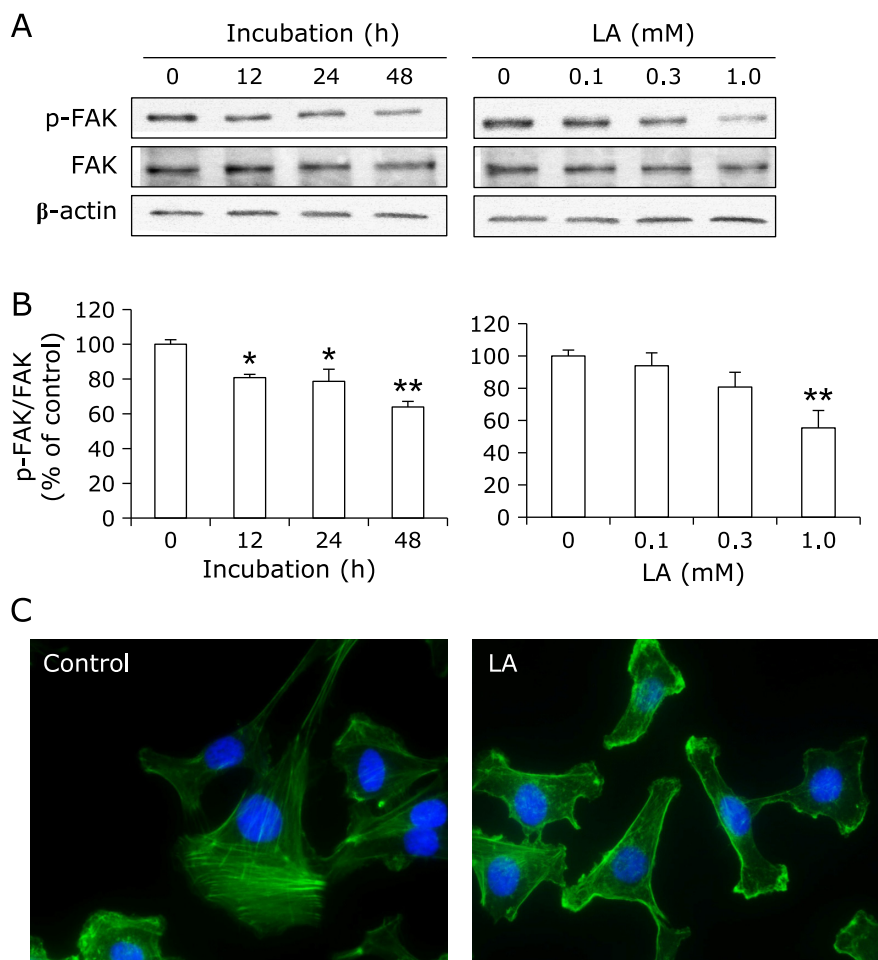 A
Incubation (h)
0 12 24 48
LA (mM)
0 0.1 0.3 1.0
p-FAK
FAK
β-actin
B
p-FAK/FAK
(% of control)
120
100
80
60
40
20
0
* * **
0 12 24 48
Incubation (h)
120
100
80
60
40
20
0
**
0 0.1 0.3 1.0
LA (mM)
C
Control
LA